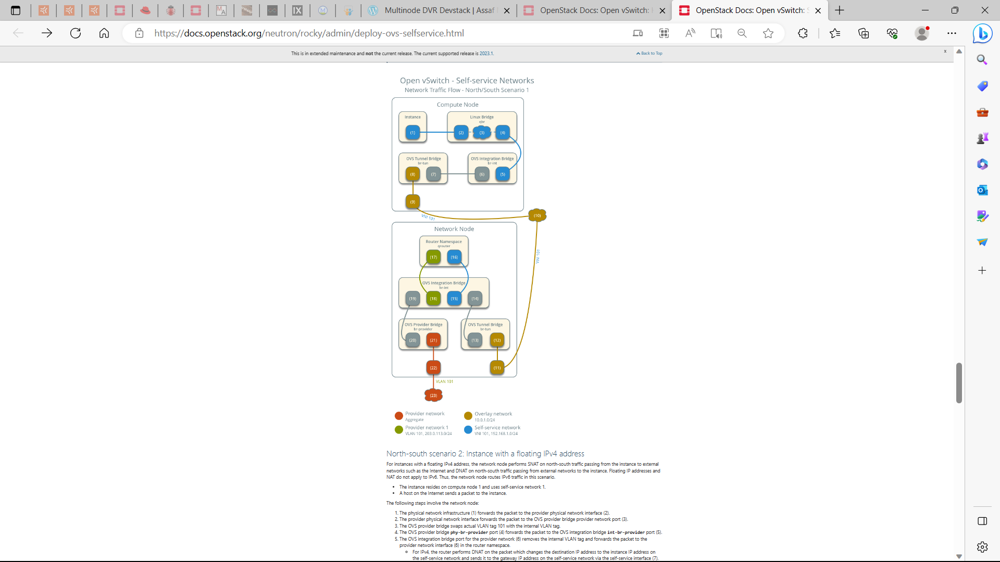 Multinode DVR Devstack | Assaf
OpenStack Docs: Open vSwitch:
OpenStack Docs: Open vSwitch: S
https://docs.openstack.org/neutron/rocky/admin/deploy-ovs-selfservice.html
This is in extended maintenance and not the current release. The current supported release is 2023.1.
Back to Top
x
Open vSwitch - Self-service Networks
Network Traffic Flow - North/South Scenario 1
Compute Node
Instance
Linux Bridge
qbr
(1)
(2)
(3)
(4)
OVS Tunnel Bridge
br-tun
OVS Integration Bridge
br-int
(8)
(7)
(6)
(5)
(9)
VNI 101
(10)
Network Node
Router Namespace
qrouter
(17)
(16)
VNI 101
OVS Integration Bridge
br-int
(19)
(18)
(15)
(14)
OVS Provider Bridge
br-provider
OVS Tunnel Bridge
br-tun
(20)
(21)
(13)
(12)
(22)
(11)
VLAN 101
(23)
Provider network
Aggregate
Overlay network
10.0.1.0/24
Provider network 1
VLAN 101, 203.0.113.0/24
Self-service network
VNI 101, 192.168.1.0/24
North-south scenario 2: Instance with a floating IPv4 address
For instances with a floating IPv4 address, the network node performs SNAT on north-south traffic passing from the instance to external
networks such as the Internet and DNAT on north-south traffic passing from external networks to the instance. Floating IP addresses and
NAT do not apply to IPv6. Thus, the network node routes IPv6 traffic in this scenario.
• The instance resides on compute node 1 and uses self-service network 1.
• A host on the Internet sends a packet to the instance.
The following steps involve the network node:
1. The physical network infrastructure (1) forwards the packet to the provider physical network interface (2).
2. The provider physical network interface forwards the packet to the OVS provider bridge provider network port (3).
3. The OVS provider bridge swaps actual VLAN tag 101 with the internal VLAN tag.
4. The OVS provider bridge phy-br-provider port (4) forwards the packet to the OVS integration bridge int-br-provider port (5).
5. The OVS integration bridge port for the provider network (6) removes the internal VLAN tag and forwards the packet to the
provider network interface (6) in the router namespace.
For IPv4, the router performs DNAT on the packet which changes the destination IP address to the instance IP address on
the self-service network and sends it to the gateway IP address on the self-service network via the self-service interface (7).